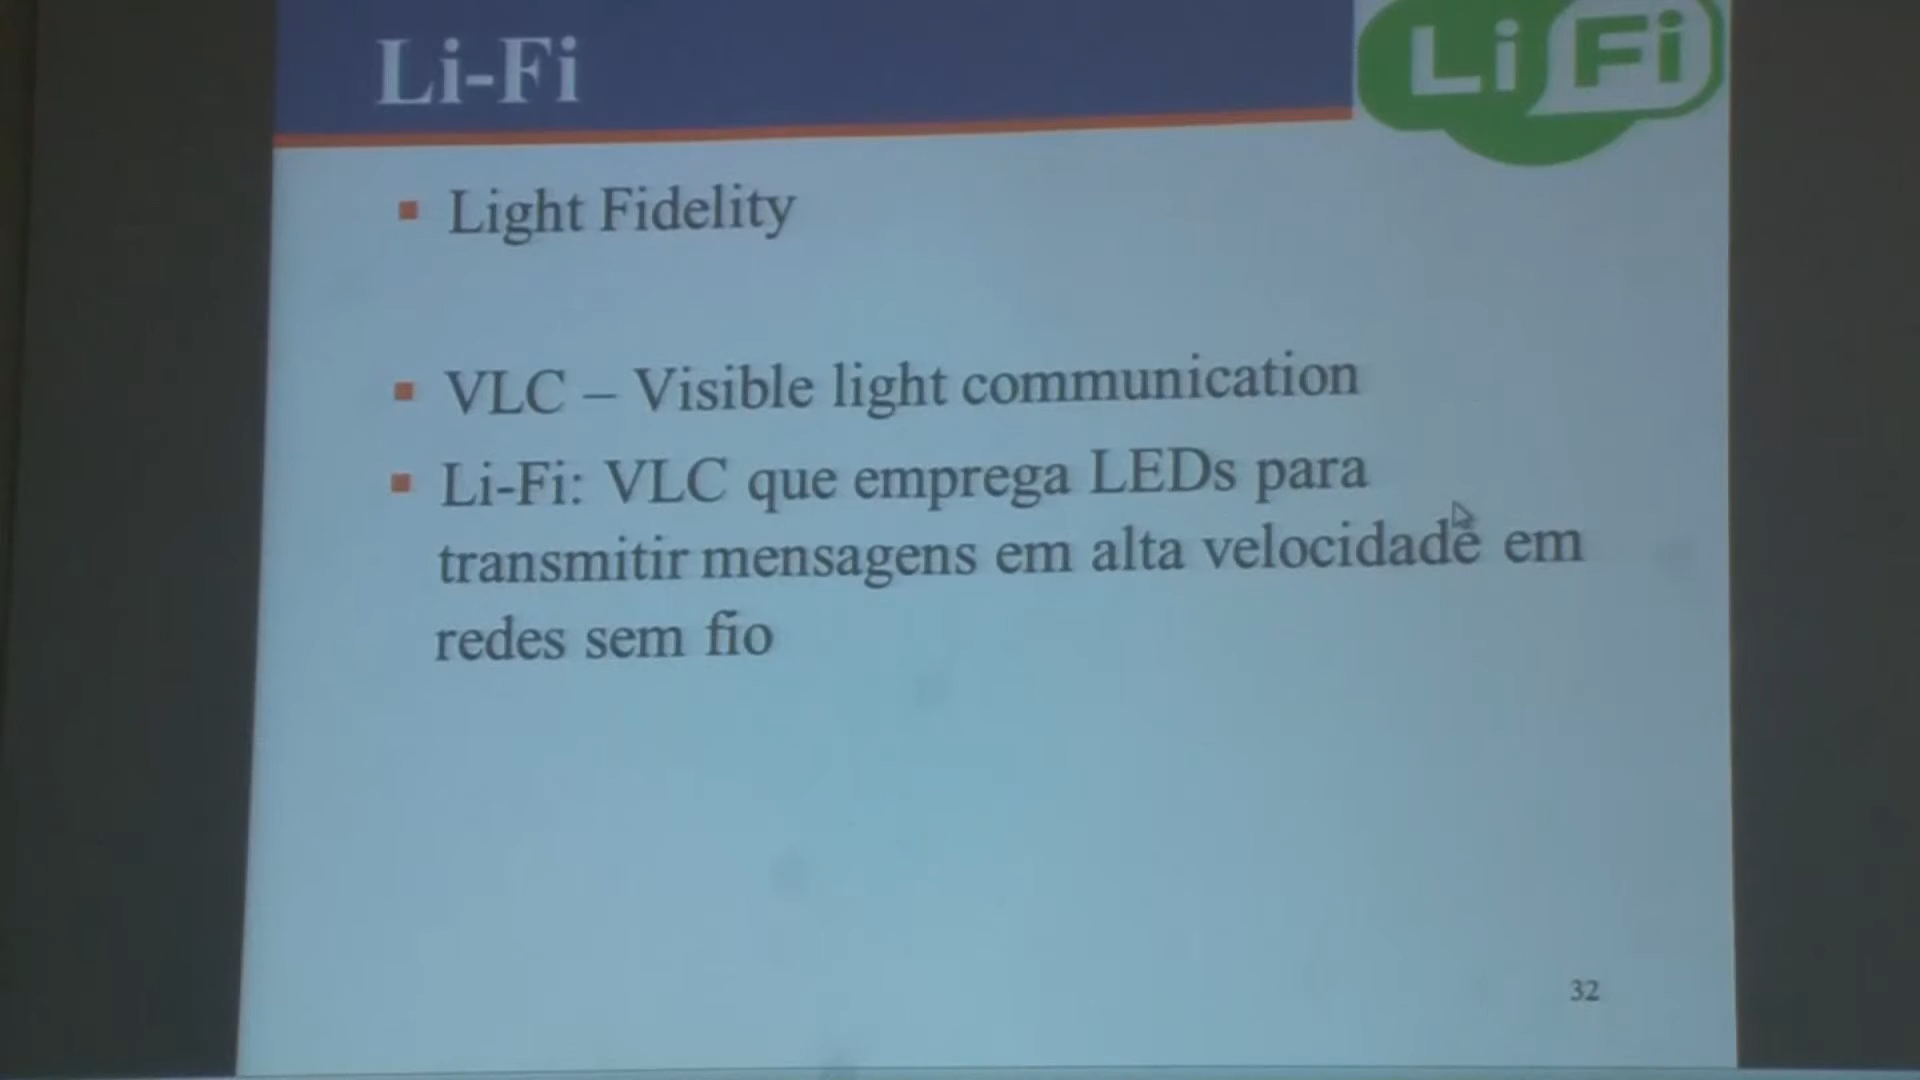 Li-Fi
LiFi
Light Fidelity
VLC – Visible light communication
Li-Fi: VLC que emprega LEDs para
transmitir mensagens em alta velocidade em
redes sem fio
32